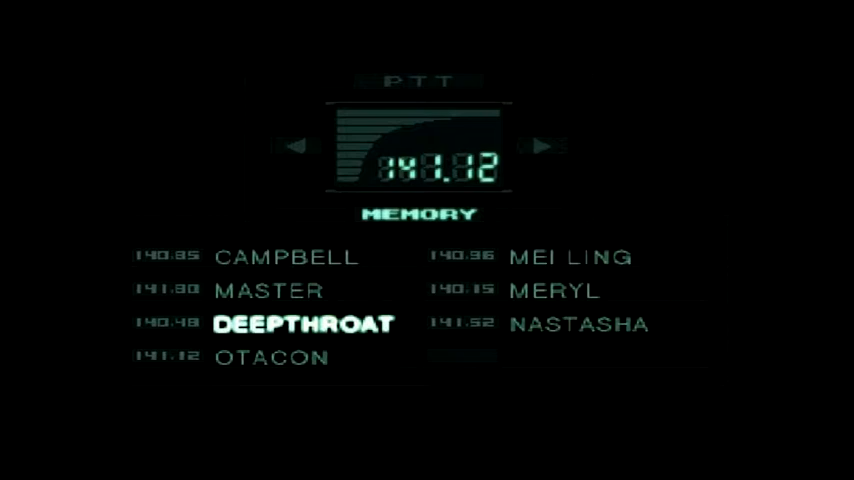 PTT
141.12
MEMORY
140.85 CAMPBELL 140.96 MEI LING
141.80 MASTER 140.15 MERYL
140.48 DEEPTHROAT 141.52 NASTASHA
141.12 OTACON